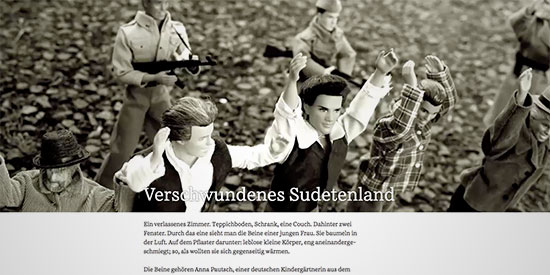 Verschwundenes Sudetenland
Ein verlassenes Zimmer. Teppichboden, Schrank, eine Couch. Dahinter zwei
Fenster. Durch das eine sieht man die Beine einer jungen Frau. Sie baumeln in
der Luft. Auf dem Pflaster darunter: leblose kleine Körper, eng aneinanderge-
schmiegt; so, als wollten sie sich gegenseitig wärmen.
Die Beine gehören Anna Pautsch, einer deutschen Kindergärtnerin aus dem